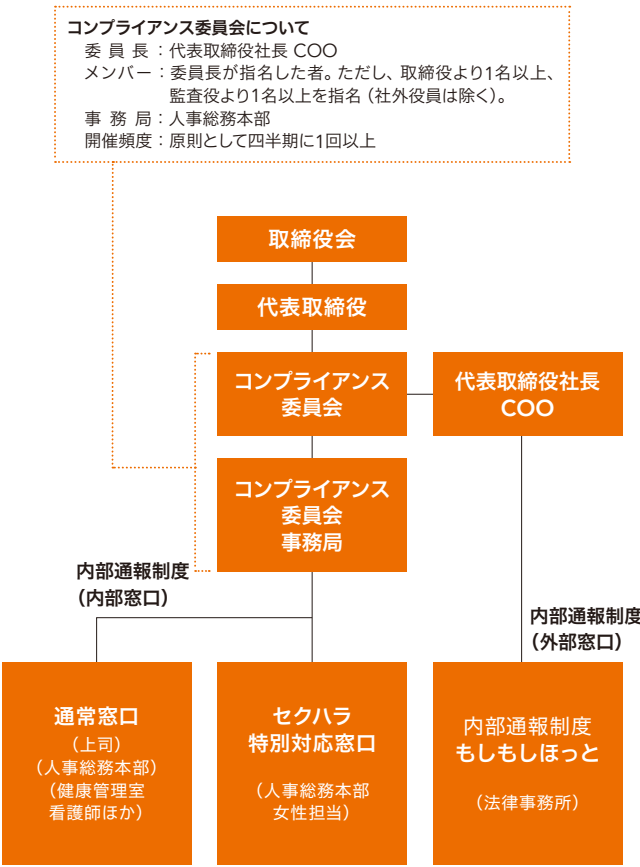 コンプライアンス委員会について
委員長：代表取締役社長 COO
メンバー：委員長が指名した者。ただし、取締役より1名以上、
監査役より1名以上を指名（社外役員は除く）。
事務局：人事総務本部
開催頻度：原則として四半期に1回以上
取締役会
代表取締役
コンプライアンス
委員会
代表取締役社長
COO
コンプライアンス
委員会
事務局
内部通報制度
（内部窓口）
内部通報制度
（外部窓口）
通常窓口
（上司）
（人事総務本部）
（健康管理室
看護師ほか）
セクハラ
特別対応窓口
（人事総務本部
女性担当）
内部通報制度
もしもしほっと
（法律事務所）